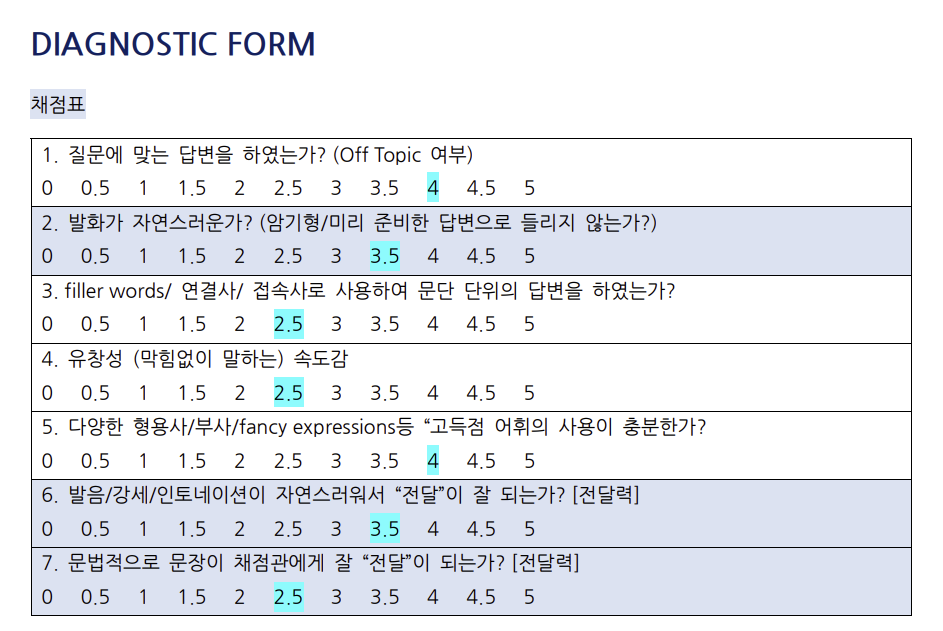 DIAGNOSTIC FORM
채점표
1. 질문에 맞는 답변을 하였는가? (Off Topic 여부)
0 0.5 1 1.5 2 2.5 3 3.5 4 4.5 5
2. 발화가 자연스러운가? (암기형/미리 준비한 답변으로 들리지 않는가?)
0 0.5 1 1.5 2 2.5 3 3.5 4 4.5 5
3. filler words/ 연결사/ 접속사로 사용하여 문단 단위의 답변을 하였는가?
0 0.5 1 1.5 2 2.5 3 3.5 4 4.5 5
4. 유창성 (막힘없이 말하는) 속도감
0 0.5 1 1.5 2 2.5 3 3.5 4 4.5 5
5. 다양한 형용사/부사/fancy expressions등 “고득점 어휘의 사용이 충분한가?
0 0.5 1 1.5 2 2.5 3 3.5 4 4.5 5
6. 발음/강세/인토네이션이 자연스러워서 “전달”이 잘 되는가? [전달력]
0 0.5 1 1.5 2 2.5 3 3.5 4 4.5 5
7. 문법적으로 문장이 채점관에게 잘 “전달”이 되는가? [전달력]
0 0.5 1 1.5 2 2.5 3 3.5 4 4.5 5